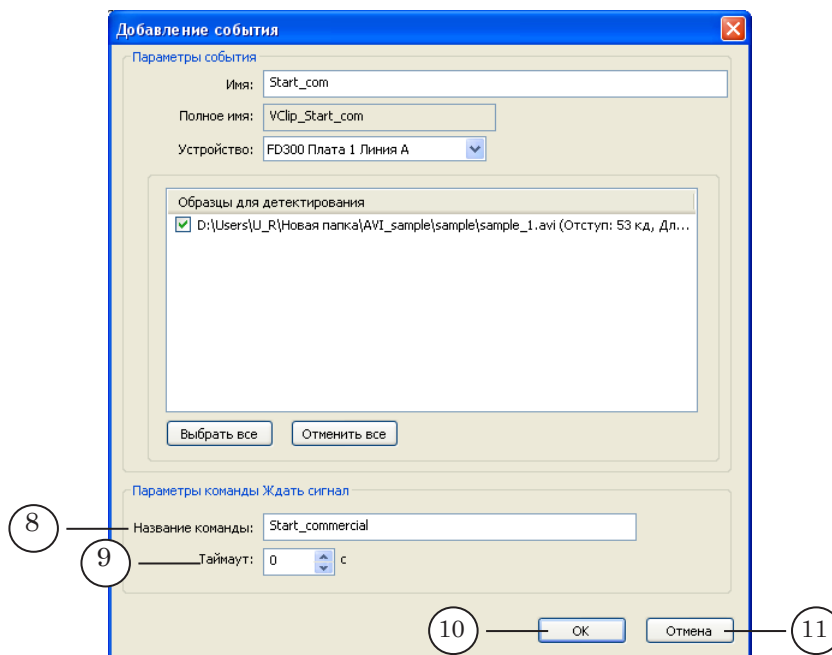 Добавление события
Параметры события
Имя: Start_com
Полное имя: VClip_Start_com
Устройство: FD300 Плата 1 Линия А
Образцы для детектирования
D:\Users\U_R\Новая папка\AVI_sample\sample\sample_1.avi (Отступ: 53 кд, Дл...
Выбрать все Отменить все
Параметры команды Ждать сигнал
8 Название команды: Start_commercial
9 Таймаут: 0 с
10 ОК Отмена 11